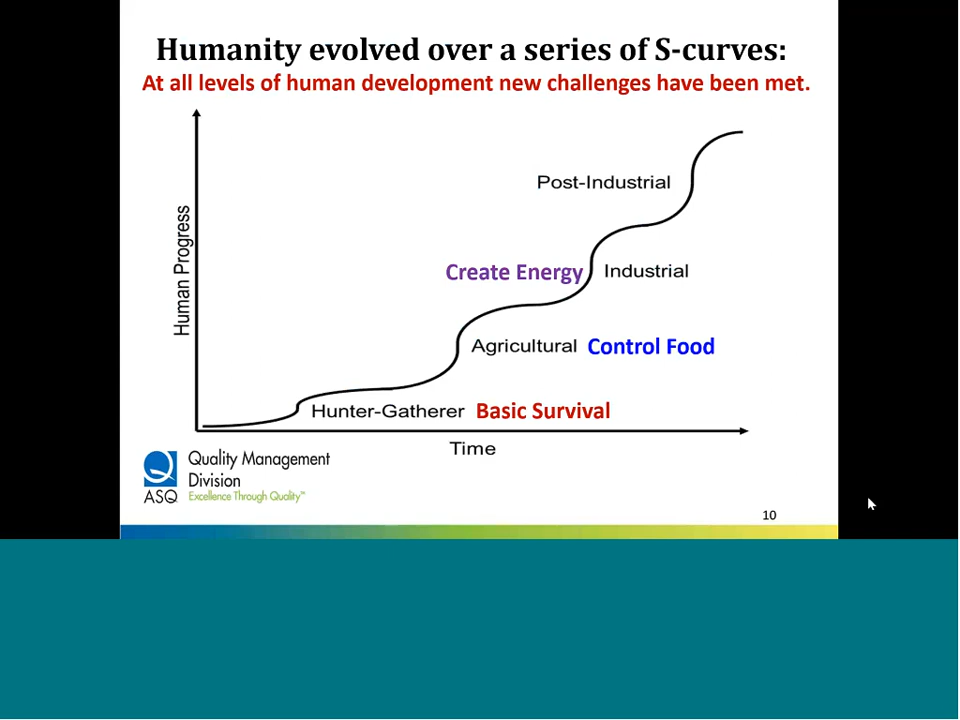 Humanity evolved over a series of S-curves:
At all levels of human development new challenges have been met.
Human Progress
Post-Industrial
Create Energy Industrial
Agricultural Control Food
Hunter-Gatherer Basic Survival
Time
Quality Management
Division
ASQ Excellence Through Quality™
10